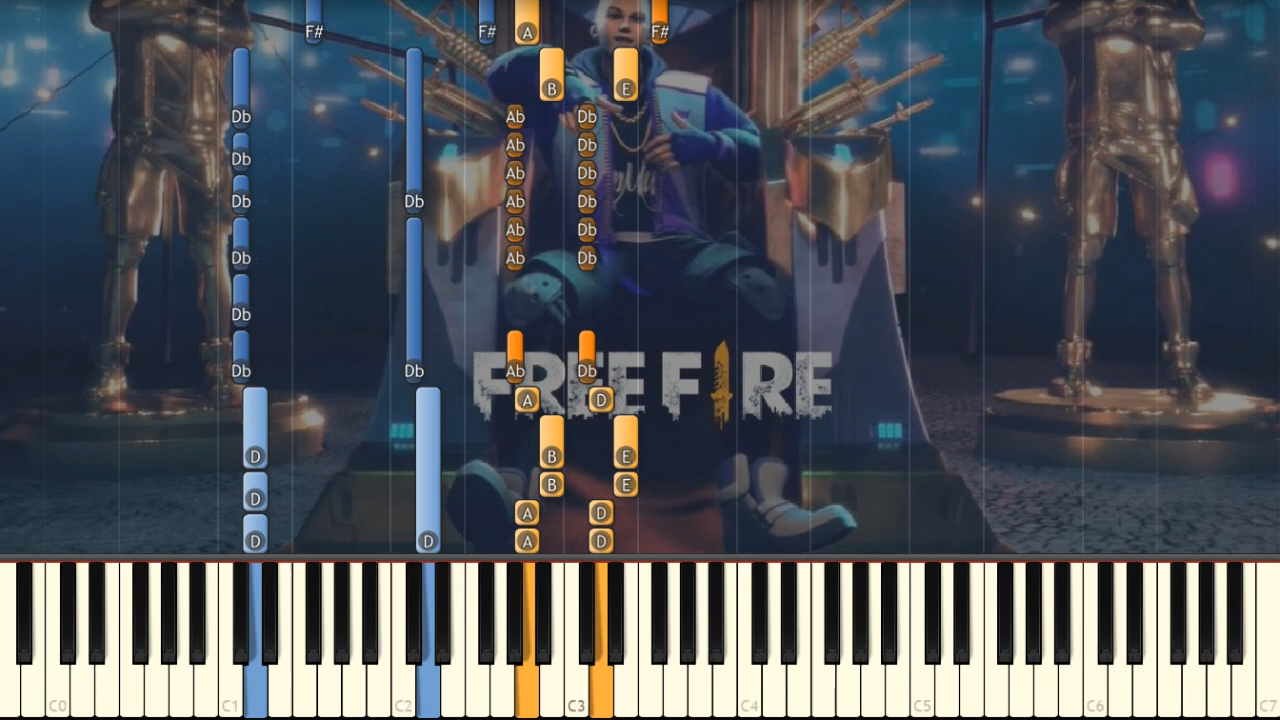 F# F# A F#
B E
Db Ab Db
Ab Db
Db
Ab Db
Db Db Ab Db
Ab Db
Db Ab Db
Db
Db Db Ab Db
FREE FIRE
A D
D B E
B E
D
A D
D D A D
C0 C1 C2 C3 C4 C5 C6 C7